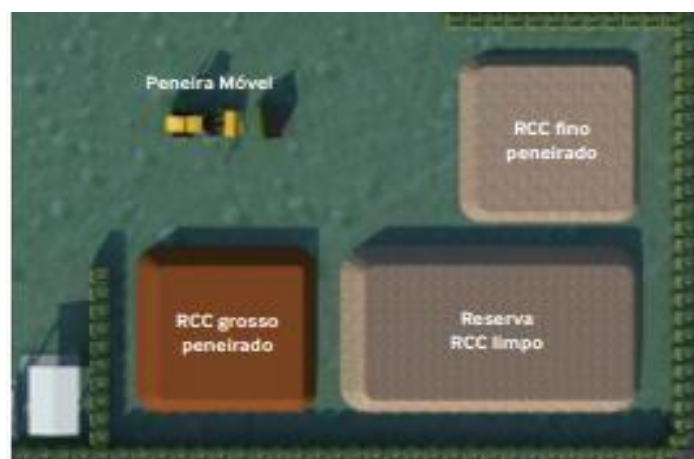 Peneira Móvel
RCC fino
peneirado
RCC grosso
peneirado
Reserva
RCC limpo